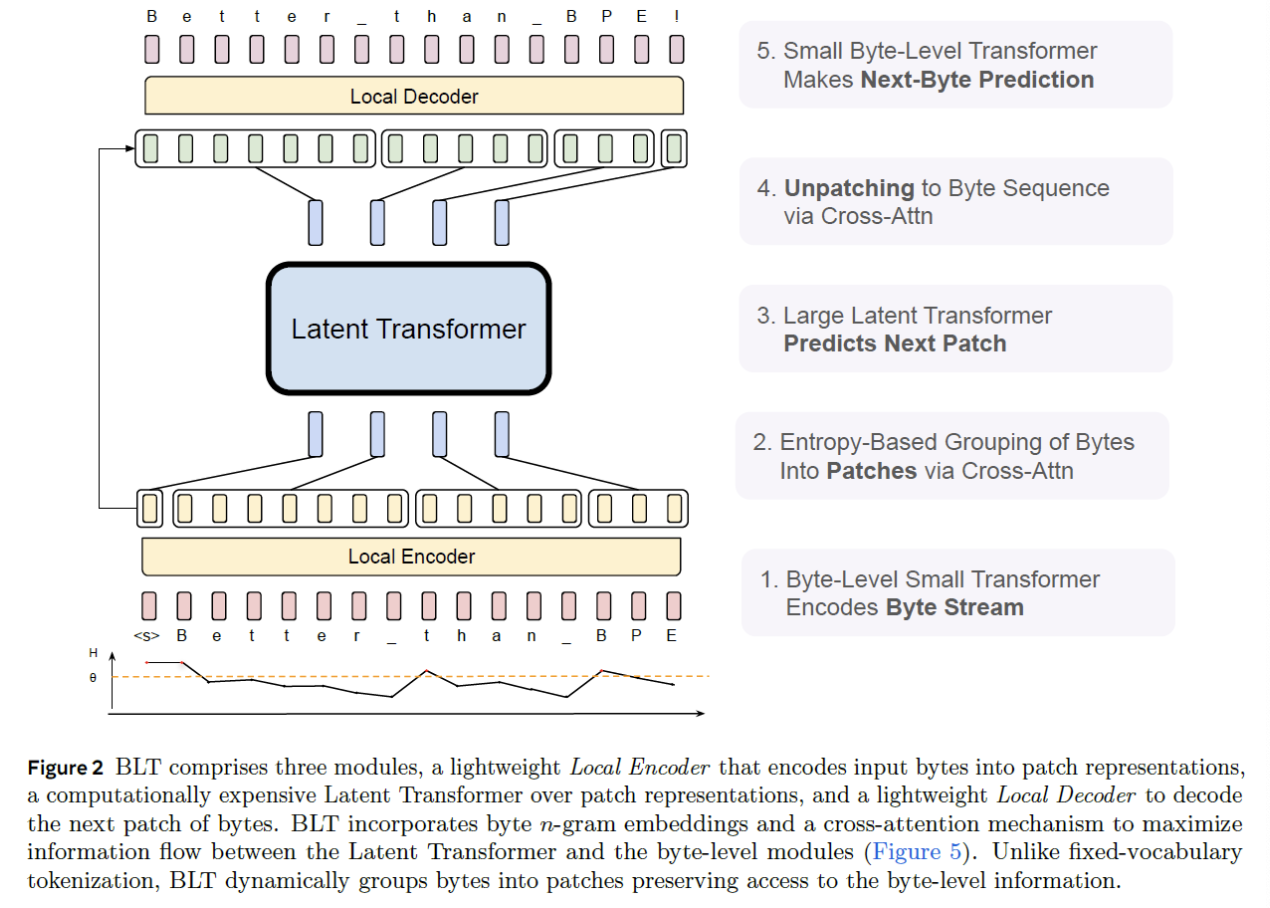 B e t t e r _ t h a n _ B P E !
Local Decoder
5. Small Byte-Level Transformer
Makes Next-Byte Prediction
4. Unpatching to Byte Sequence
via Cross-Attn
Latent Transformer
3. Large Latent Transformer
Predicts Next Patch
2. Entropy-Based Grouping of Bytes
Into Patches via Cross-Attn
Local Encoder
1. Byte-Level Small Transformer
Encodes Byte Stream
<s> B e t t e r _ t h a n _ B P E
H
θ
Figure 2 BLT comprises three modules, a lightweight Local Encoder that encodes input bytes into patch representations,
a computationally expensive Latent Transformer over patch representations, and a lightweight Local Decoder to decode
the next patch of bytes. BLT incorporates byte n-gram embeddings and a cross-attention mechanism to maximize
information flow between the Latent Transformer and the byte-level modules (Figure 5). Unlike fixed-vocabulary
tokenization, BLT dynamically groups bytes into patches preserving access to the byte-level information.